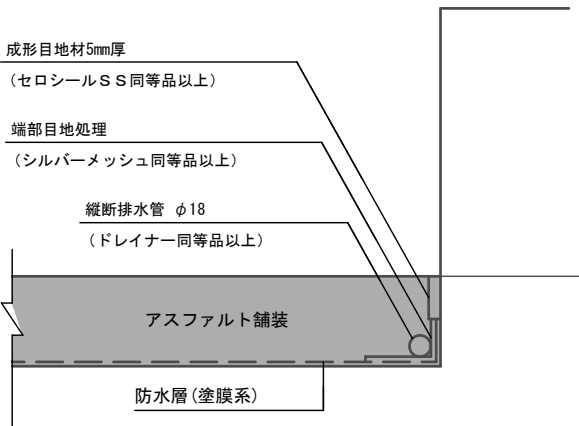 成形目地材5mm厚
（セロシールＳＳ同等品以上）
端部目地処理
（シルバーメッシュ同等品以上）
縦断排水管 φ18
（ドレイナー同等品以上）
アスファルト舗装
防水層(塗膜系)